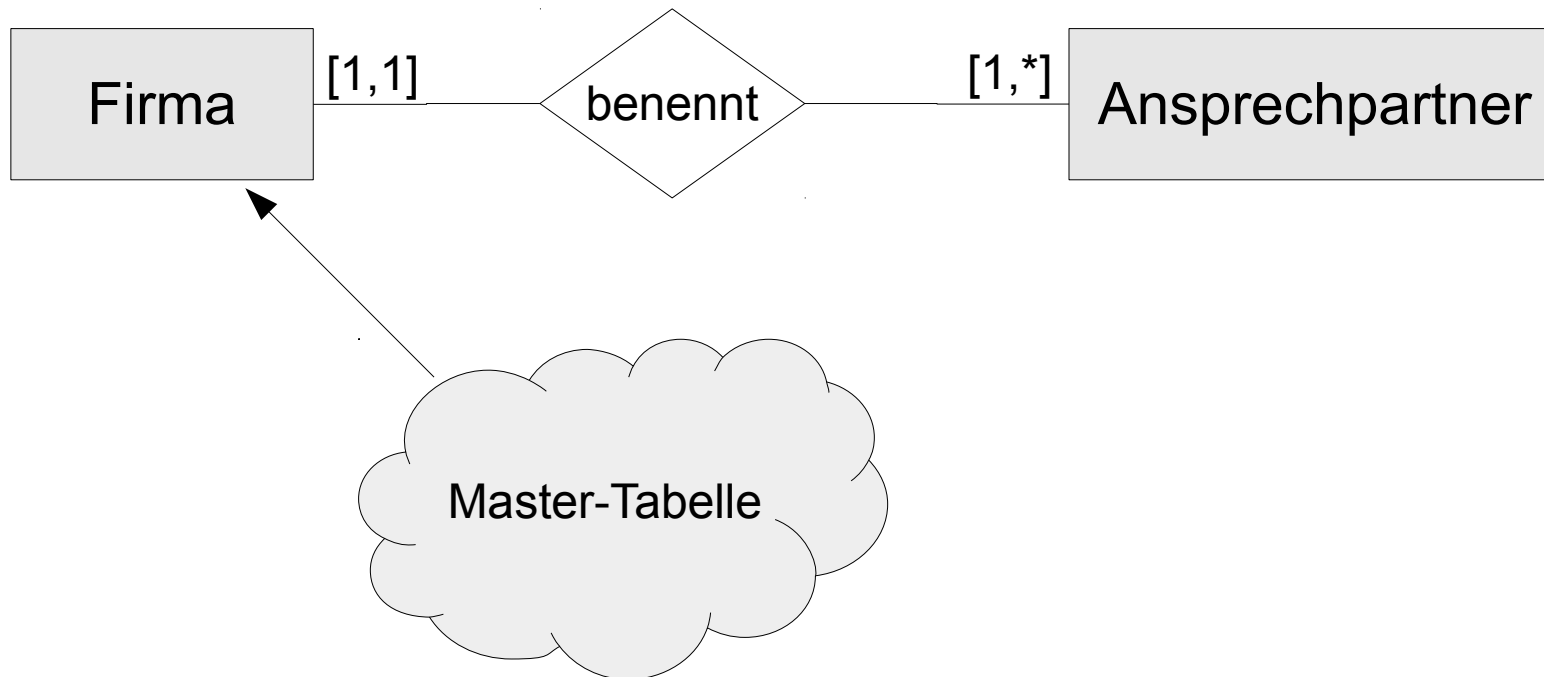 Firma
[1,1]
benennt
[1,*]
Ansprechpartner
Master-Tabelle